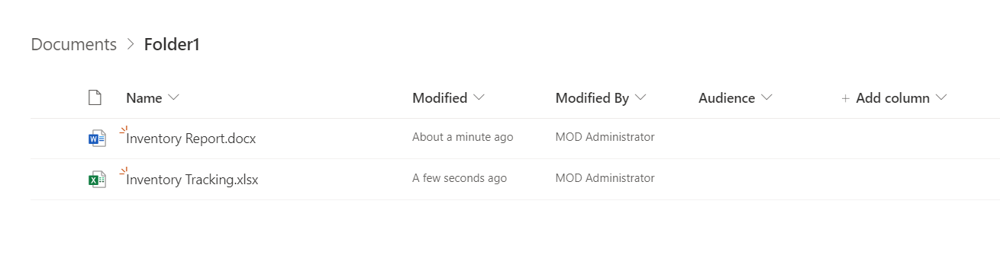 Documents > Folder1
Name Modified Modified By Audience + Add column
Inventory Report.docx About a minute ago MOD Administrator
Inventory Tracking.xlsx A few seconds ago MOD Administrator